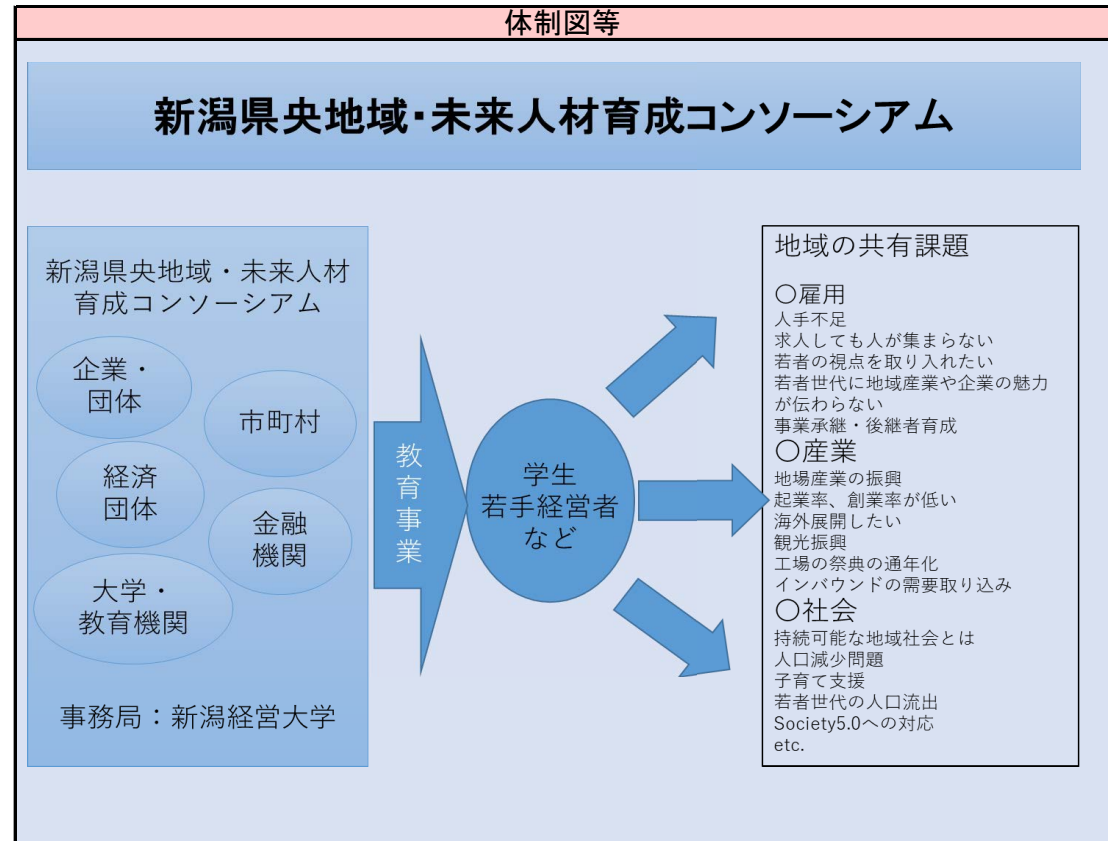 体制図等
新潟県央地域・未来人材育成コンソーシアム
新潟県央地域・未来人材
育成コンソーシアム
企業・
団体
市町村
経済
団体
金融
機関
大学・
教育機関
事務局：新潟経営大学
教育事業
学生
若手経営者
など
地域の共有課題
〇雇用
人手不足
求人しても人が集まらない
若者の視点を取り入れたい
若者世代に地域産業や企業の魅力
が伝わらない
事業承継・後継者育成
〇産業
地場産業の振興
起業率、創業率が低い
海外展開したい
観光振興
工場の祭典の通年化
インバウンドの需要取り込み
〇社会
持続可能な地域社会とは
人口減少問題
子育て支援
若者世代の人口流出
Society5.0への対応
etc.